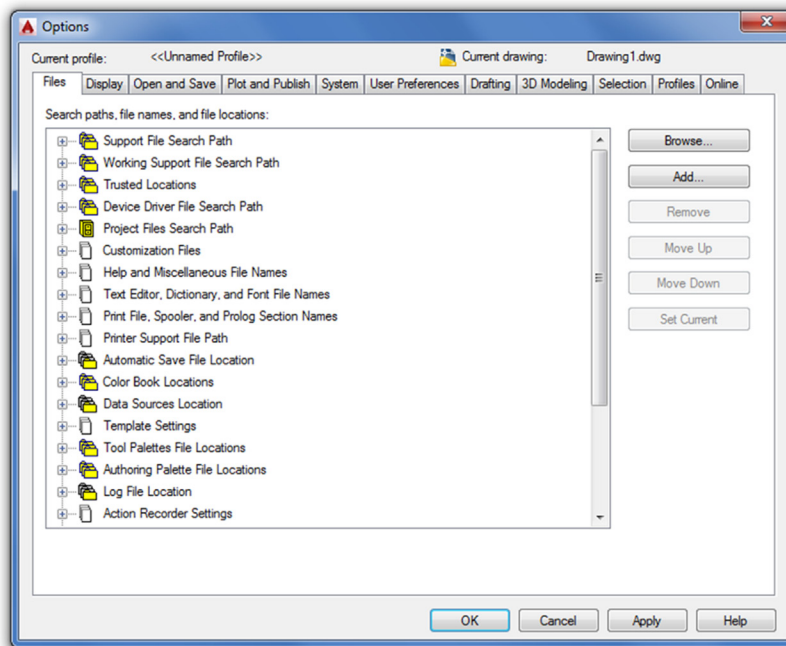 Options
Current profile: <<Unnamed Profile>> Current drawing: Drawing1.dwg
Files Display Open and Save Plot and Publish System User Preferences Drafting 3D Modeling Selection Profiles Online
Search paths, file names, and file locations:
Support File Search Path
Working Support File Search Path
Trusted Locations
Device Driver File Search Path
Project Files Search Path
Customization Files
Help and Miscellaneous File Names
Text Editor, Dictionary, and Font File Names
Print File, Spooler, and Prolog Section Names
Printer Support File Path
Automatic Save File Location
Color Book Locations
Data Sources Location
Template Settings
Tool Palettes File Locations
Authoring Palette File Locations
Log File Location
Action Recorder Settings
Browse...
Add...
Remove
Move Up
Move Down
Set Current
OK Cancel Apply Help